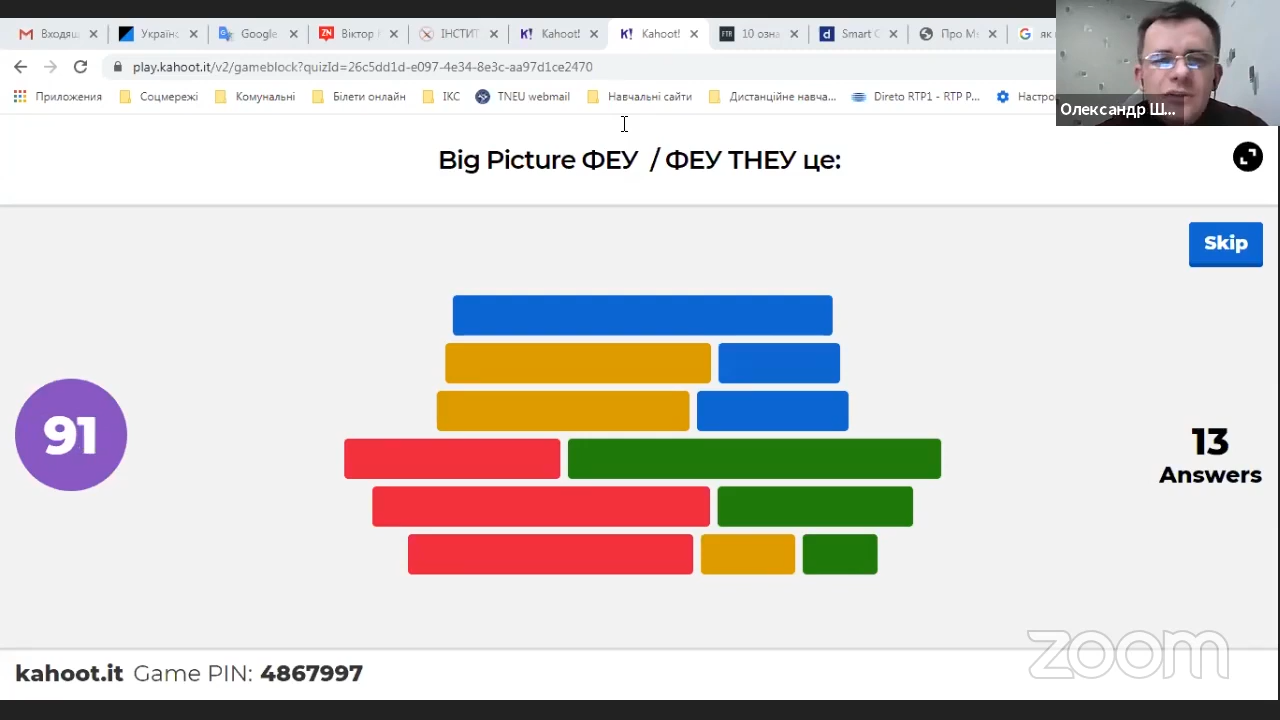 Входящ
Українс
Google
Віктор
ІНСТИТ
Kahoot!
Kahoot!
10 озна
Smart
Про М
як
play.kahoot.it/v2/gameblock?quizId=26c5dd1d-e097-4e34-8e3c-aa97d1ce2470
Приложения Соцмережі Комунальні Білети онлайн ІКС TNEU webmail Навчальні сайти Дистанційне навча... Direto RTP1 - RTP P... Настро
Олександр Ш...
Big Picture ФЕУ / ФЕУ ТНЕУ це:
Skip
91
13
Answers
kahoot.it Game PIN: 4867997
zoom